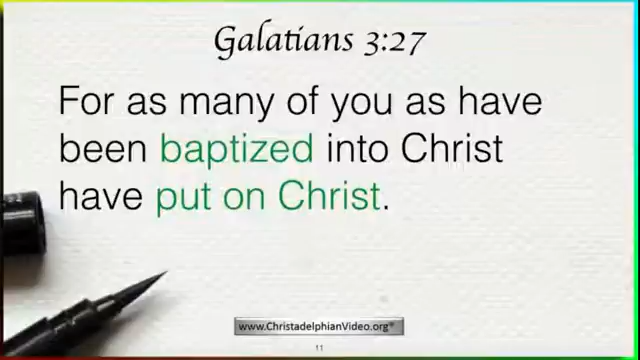 Galatians 3:27
For as many of you as have
been baptized into Christ
have put on Christ.
www.ChristadelphianVideo.org®
11